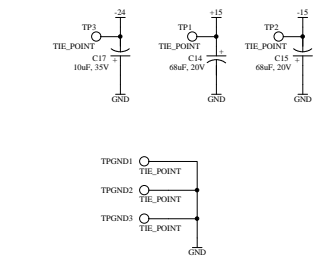 -24
TP3
TIE_POINT
C17
10uF, 35V
+
GND
+15
TP1
TIE_POINT
+
C14
68uF, 20V
GND
-15
TP2
TIE_POINT
C15
68uF, 20V
+
GND
TPGND1
TIE_POINT
TPGND2
TIE_POINT
TPGND3
TIE_POINT
GND